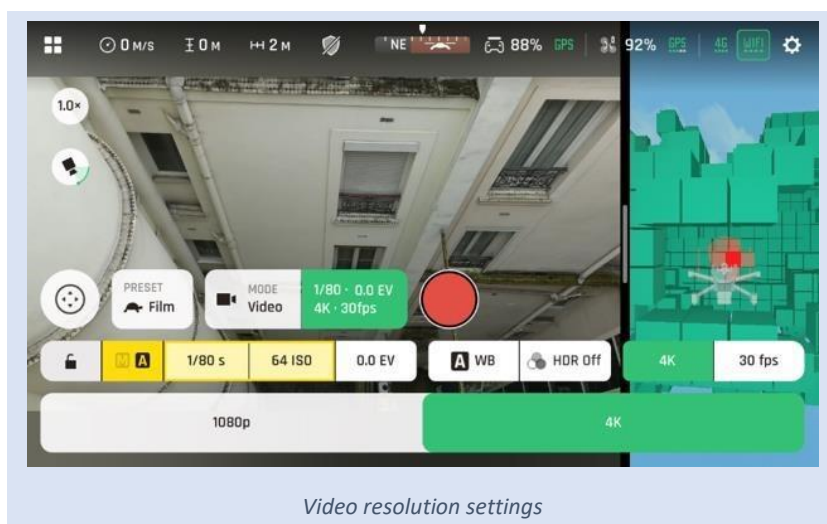 0 M/S 0 M 2 M NE 88% GPS 92% GPS 4G WIFI
1.0×
PRESET
Film
MODE
Video
1/80 · 0.0 EV
4K · 30fps
A 1/80 s 64 ISO 0.0 EV A WB HDR Off 4K 30 fps
1080p 4K
Video resolution settings